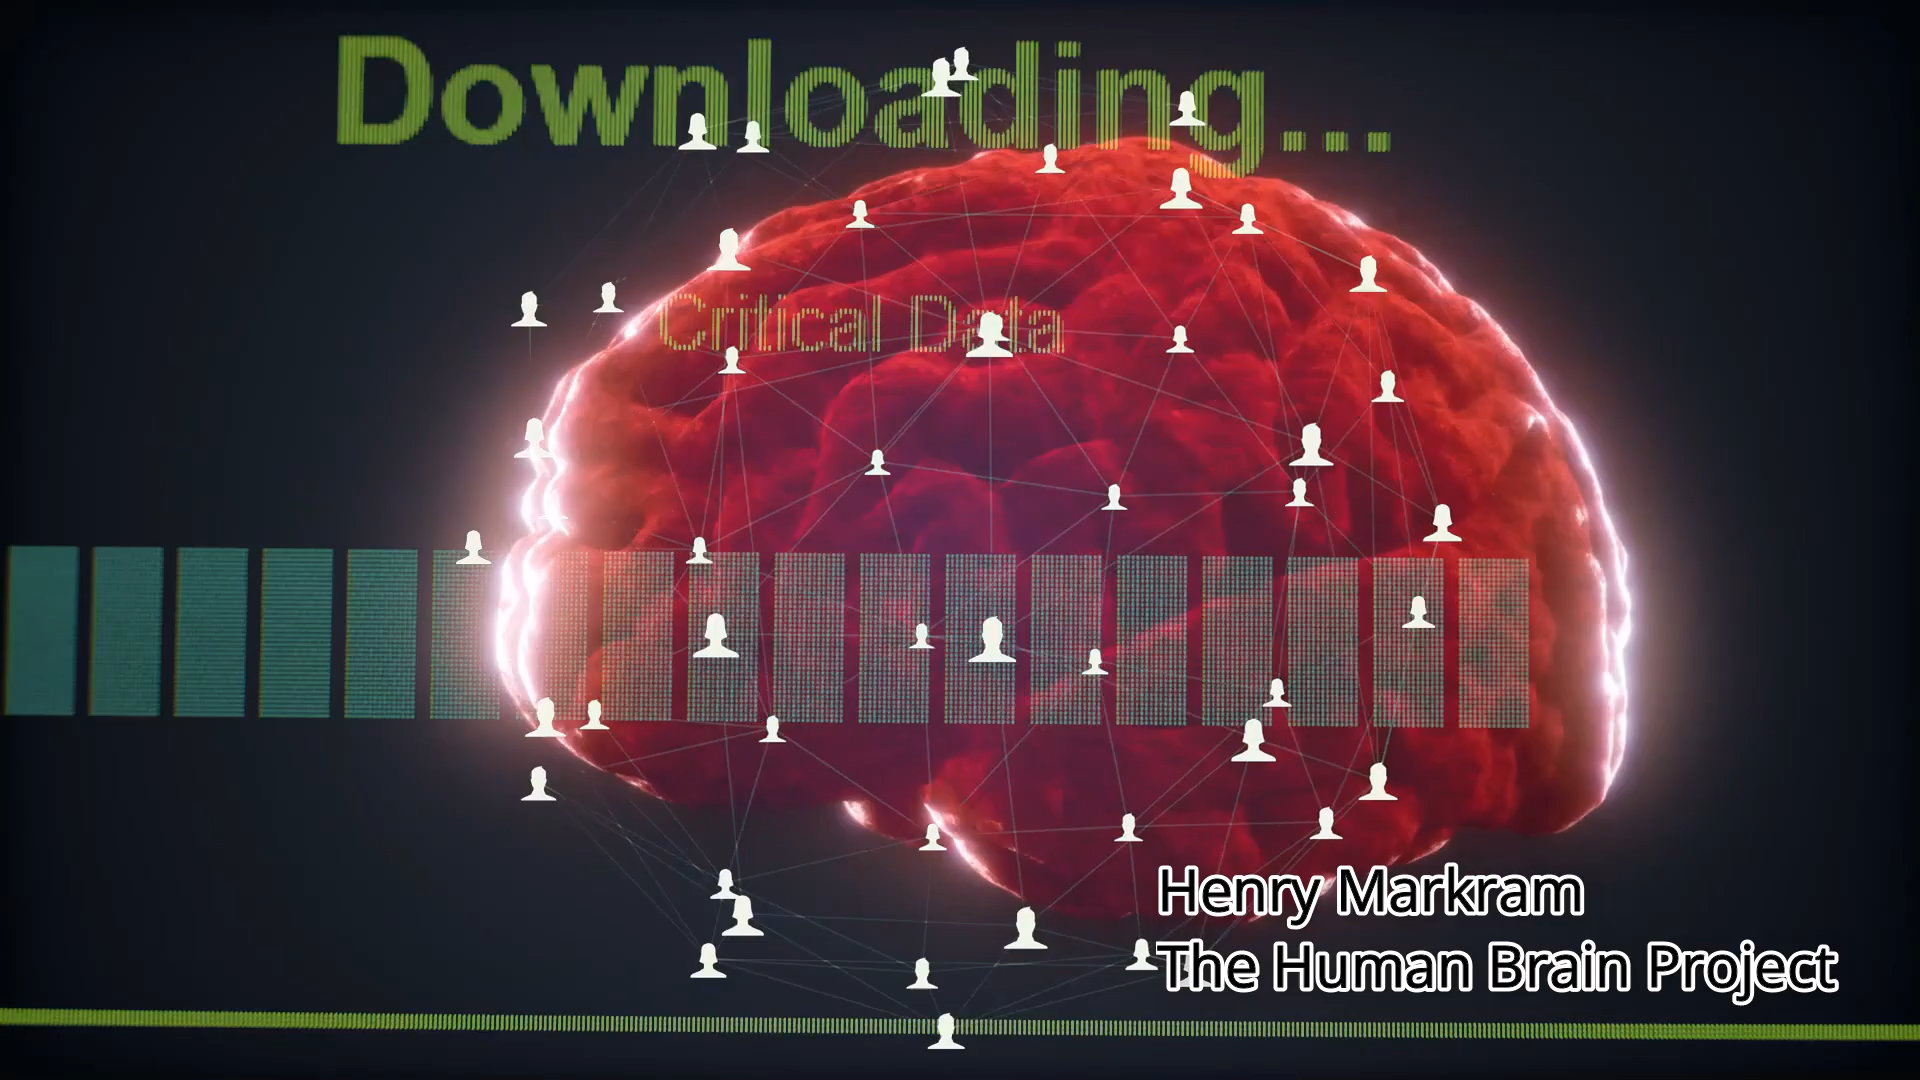 Downloading...
Critical Data
Henry Markram
The Human Brain Project